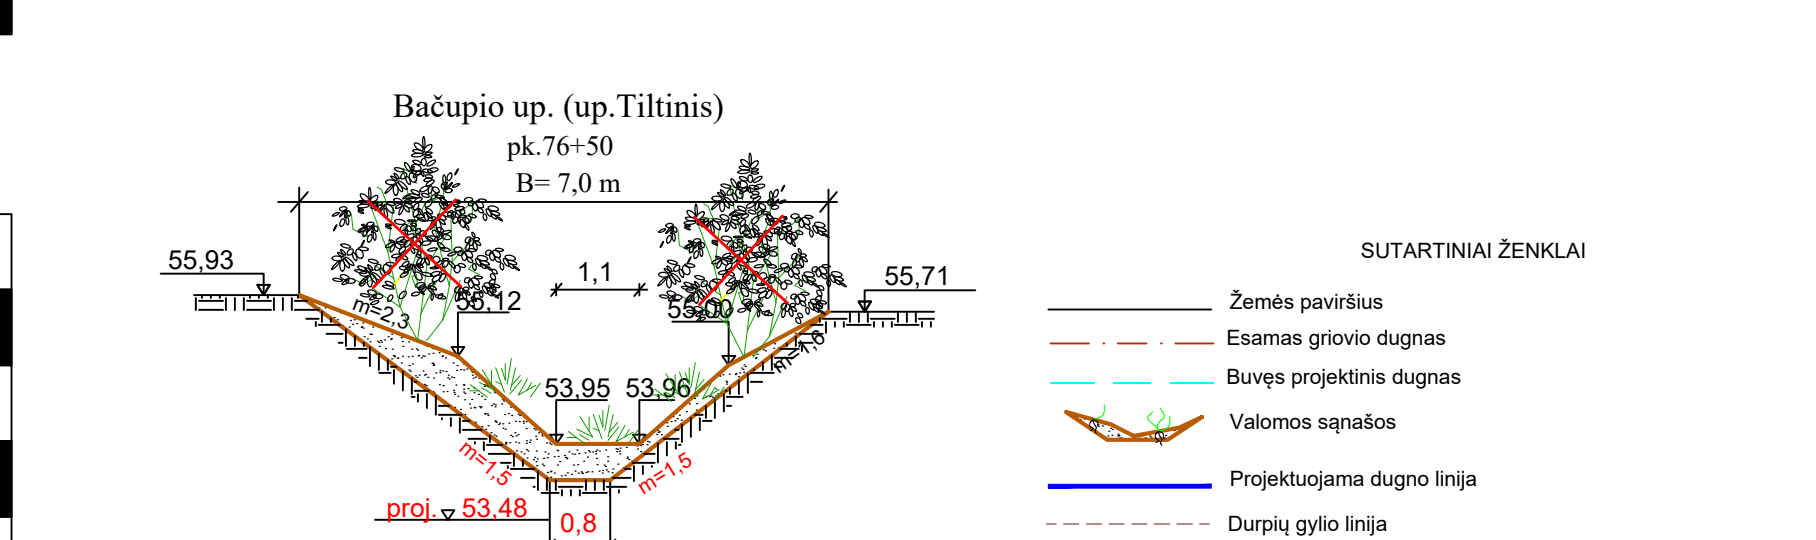 Bačupio up. (up.Tiltinis)
pk.76+50
B= 7,0 m
55,93
1,1
55,71
m=2,3
55,12
55,00
m=1,6
53,95
53,96
m=1,5
m=1,5
proj. 53,48
0,8
SUTARTINIAI ŽENKLAI
Žemės paviršius
Esamas griovio dugnas
Buvęs projektinis dugnas
Valomos sąnašos
Projektuojama dugno linija
Durpių gylio linija